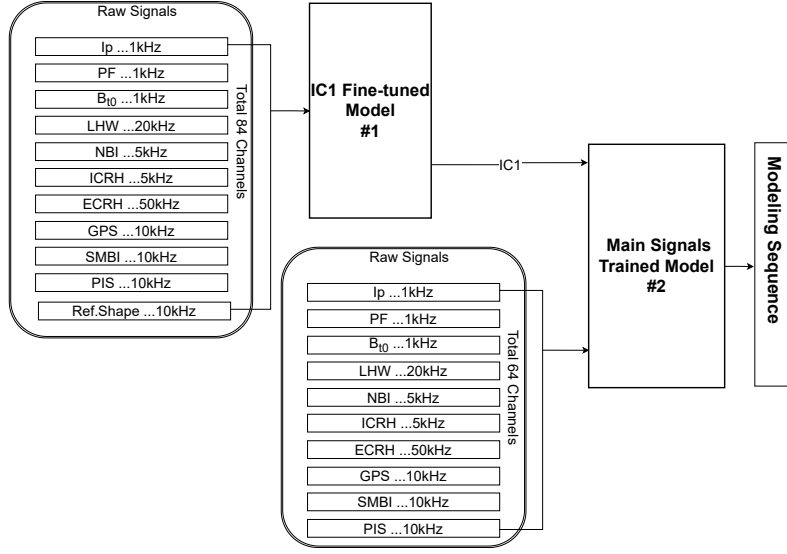 Raw Signals
Ip ...1kHz
PF ...1kHz
Bt0 ...1kHz
LHW ...20kHz
NBI ...5kHz
ICRH ...5kHz
ECRH ...50kHz
GPS ...10kHz
SMBI ...10kHz
PIS ...10kHz
Ref.Shape ...10kHz
Total 84 Channels
IC1 Fine-tuned
Model
#1
IC1
Raw Signals
Ip ...1kHz
PF ...1kHz
Bt0 ...1kHz
LHW ...20kHz
NBI ...5kHz
ICRH ...5kHz
ECRH ...50kHz
GPS ...10kHz
SMBI ...10kHz
PIS ...10kHz
Total 64 Channels
Main Signals
Trained Model
#2
Modeling Sequence